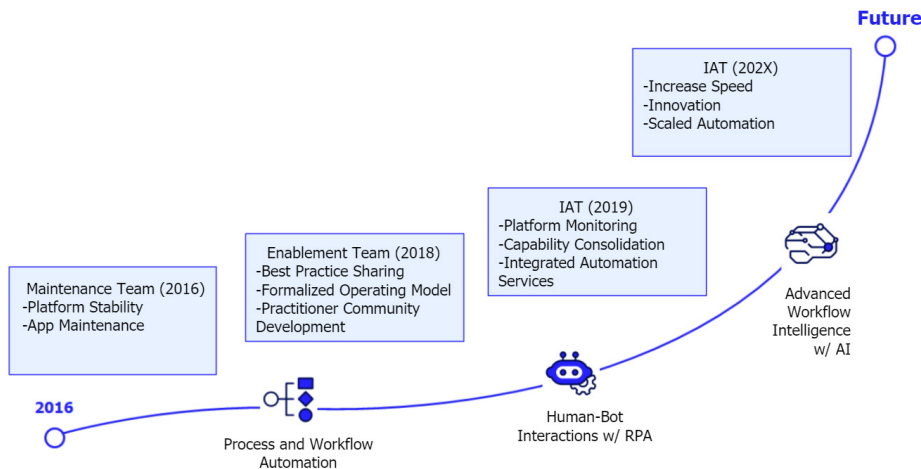 Future
IAT (202X)
-Increase Speed
-Innovation
-Scaled Automation
IAT (2019)
-Platform Monitoring
-Capability Consolidation
-Integrated Automation
Services
Enablement Team (2018)
-Best Practice Sharing
-Formalized Operating Model
-Practitioner Community
Development
Maintenance Team (2016)
-Platform Stability
-App Maintenance
2016
Process and Workflow
Automation
Human-Bot
Interactions w/ RPA
Advanced
Workflow
Intelligence
w/ AI